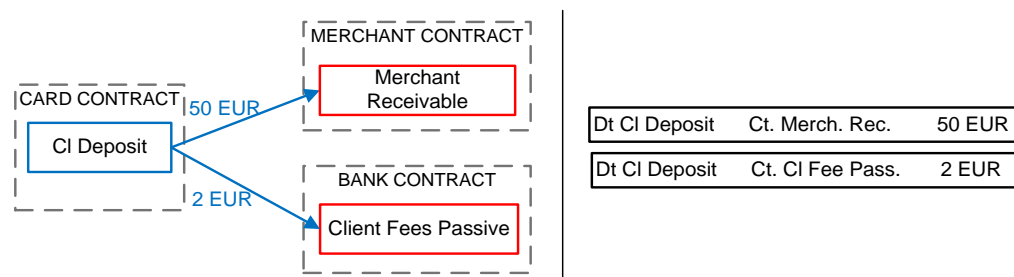 MERCHANT CONTRACT
Merchant
Receivable
CARD CONTRACT
50 EUR
Cl Deposit
BANK CONTRACT
2 EUR
Client Fees Passive
Dt Cl Deposit Ct. Merch. Rec. 50 EUR
Dt Cl Deposit Ct. Cl Fee Pass. 2 EUR